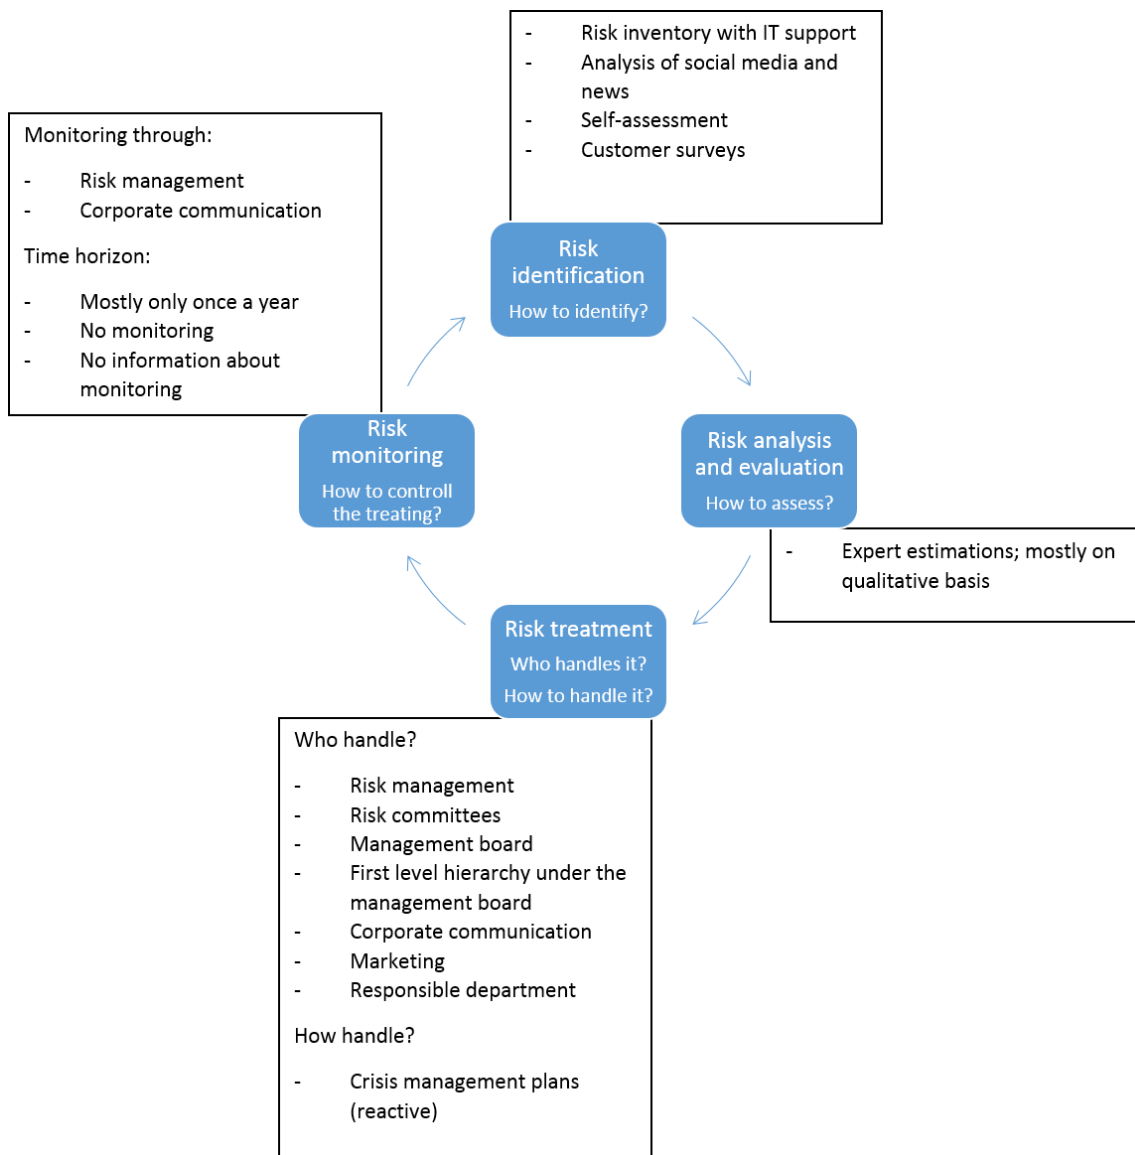 - Risk inventory with IT support
- Analysis of social media and
news
- Self-assessment
- Customer surveys
Monitoring through:
- Risk management
- Corporate communication
Time horizon:
- Mostly only once a year
- No monitoring
- No information about
monitoring
Risk
identification
How to identify?
Risk
monitoring
How to controll
the treating?
Risk analysis
and evaluation
How to assess?
- Expert estimations; mostly on
qualitative basis
Risk treatment
Who handles it?
How to handle it?
Who handle?
- Risk management
- Risk committees
- Management board
- First level hierarchy under the
management board
- Corporate communication
- Marketing
- Responsible department
How handle?
- Crisis management plans
(reactive)